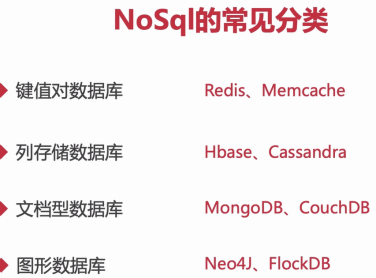 NoSql的常见分类
键值对数据库 Redis、Memcache
列存储数据库 Hbase、Cassandra
文档型数据库 MongoDB、CouchDB
图形数据库 Neo4J、FlockDB